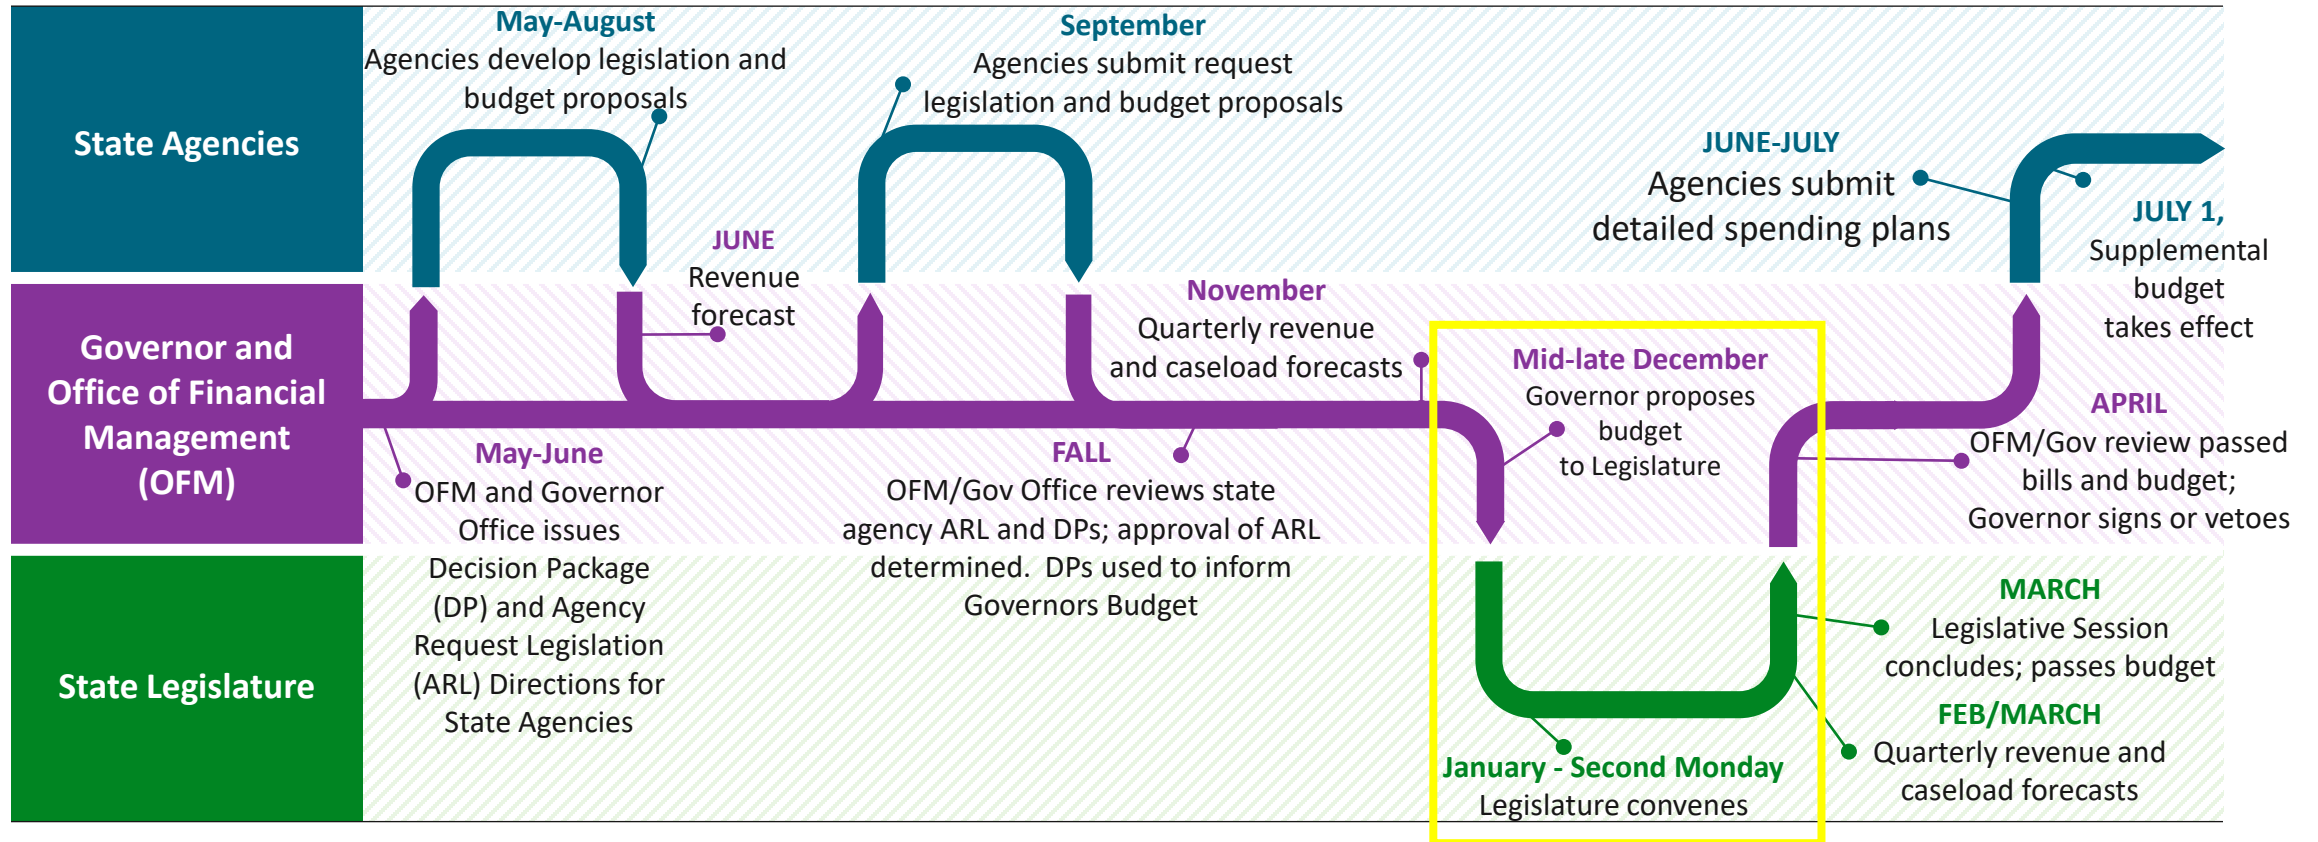 State Agencies
May-August
Agencies develop legislation and
budget proposals
September
Agencies submit request
legislation and budget proposals
JUNE-JULY
Agencies submit
detailed spending plans
JULY 1,
Supplemental
budget
takes effect
Governor and
Office of Financial
Management
(OFM)
May-June
OFM and Governor
Office issues
Decision Package
(DP) and Agency
Request Legislation
(ARL) Directions for
State Agencies
JUNE
Revenue
forecast
FALL
OFM/Gov Office reviews state
agency ARL and DPs; approval of ARL
determined.  DPs used to inform
Governors Budget
November
Quarterly revenue
and caseload forecasts
Mid-late December
Governor proposes
budget
to Legislature
APRIL
OFM/Gov review passed
bills and budget;
Governor signs or vetoes
State Legislature
January - Second Monday
Legislature convenes
MARCH
Legislative Session
concludes; passes budget
FEB/MARCH
Quarterly revenue and
caseload forecasts